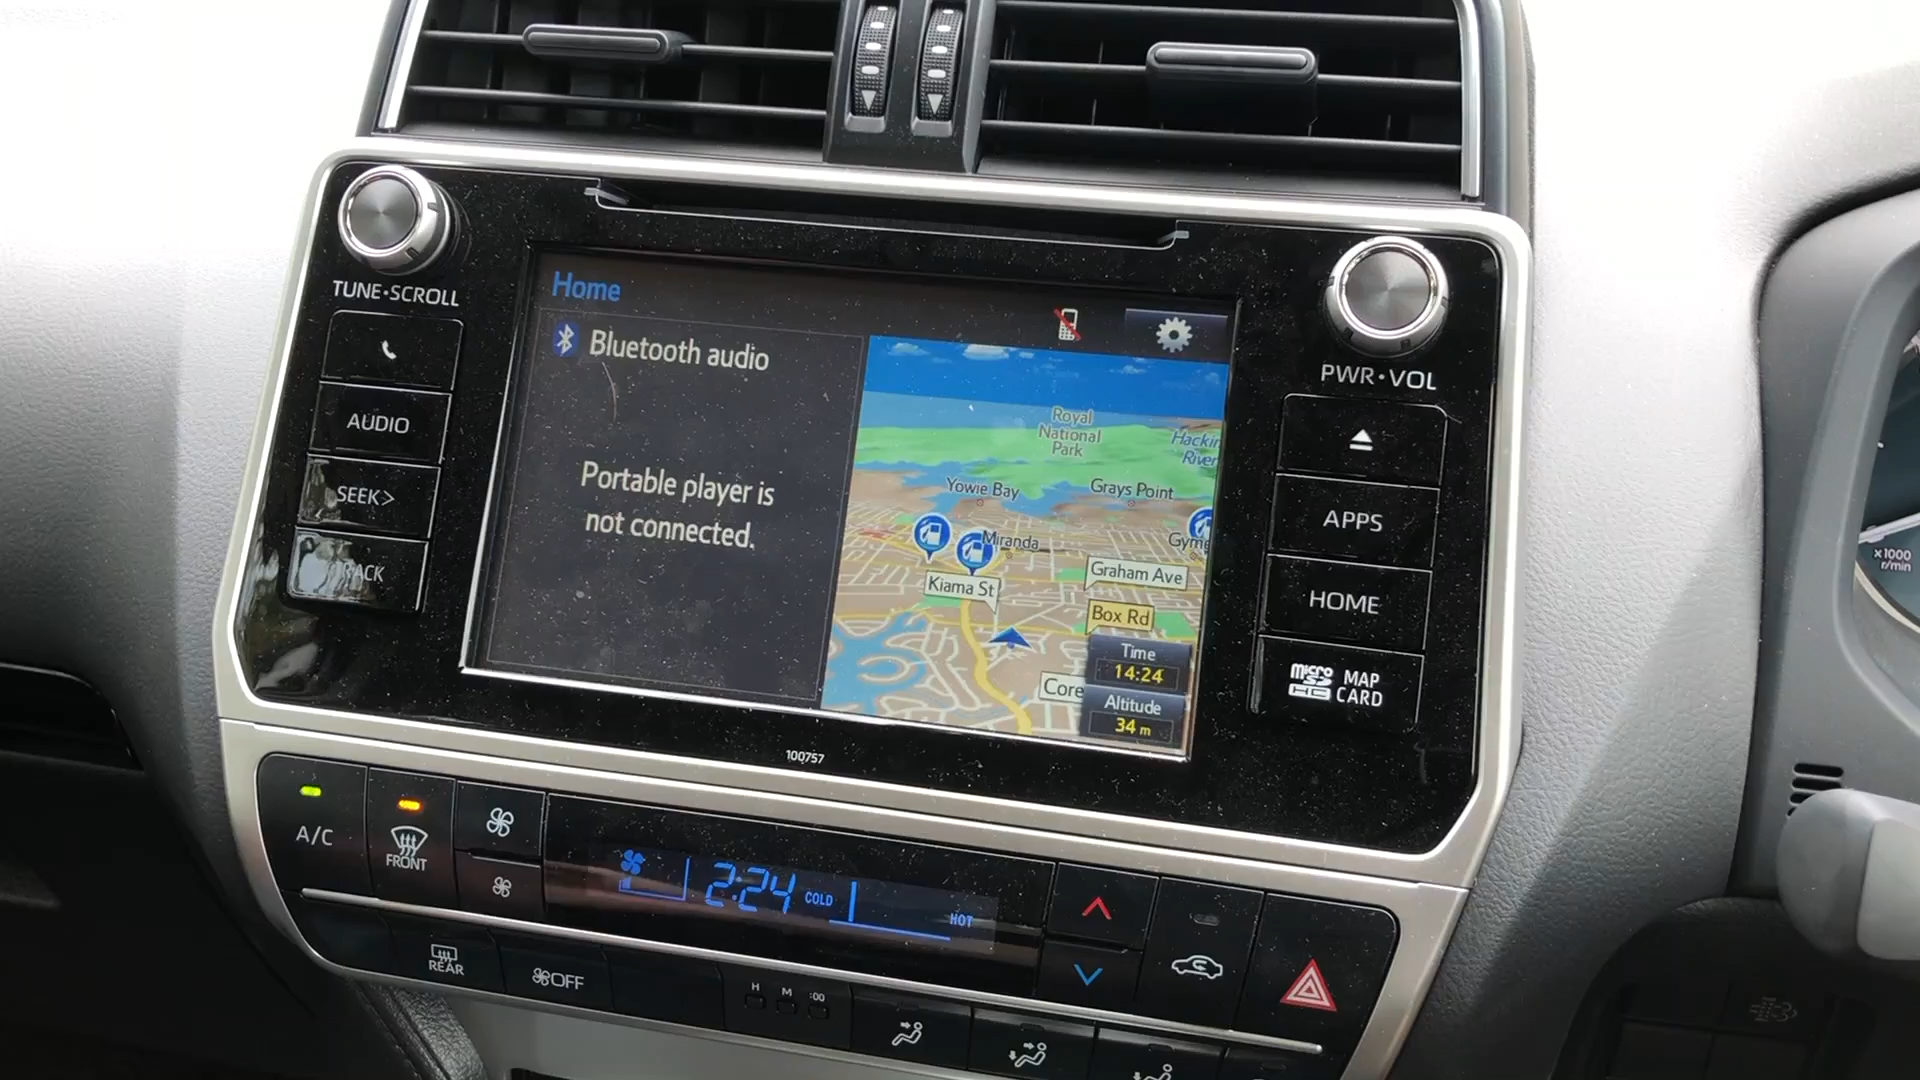 TUNE•SCROLL
AUDIO
SEEK>
Home
Bluetooth audio
Portable player is
not connected.
Royal
National
Park
Yowie Bay
Grays Point
Miranda
Kiama St
Graham Ave
Box Rd
Time
14:24
Altitude
34 m
PWR•VOL
APPS
HOME
micro SD HC MAP
CARD
100757
x1000
r/min
A/C
FRONT
2:24 COLD HOT
REAR
OFF
H M :00